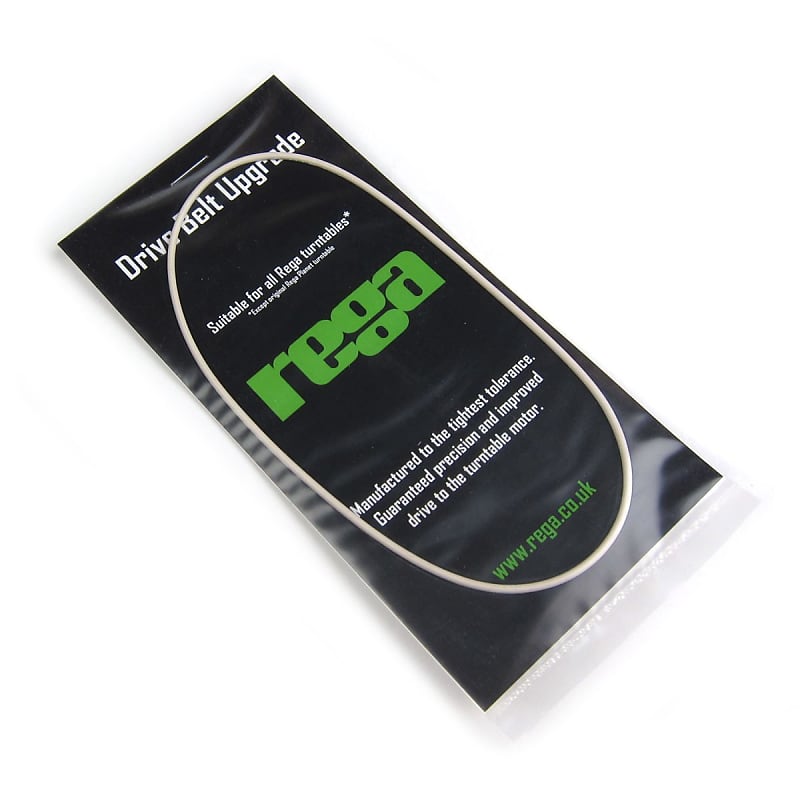 Drive Belt Upgrade
Suitable for all Rega turntables*
*Except original Rega Planet turntable
rega
Manufactured to the tightest tolerance.
Guaranteed precision and improved
drive to the turntable motor.
www.rega.co.uk